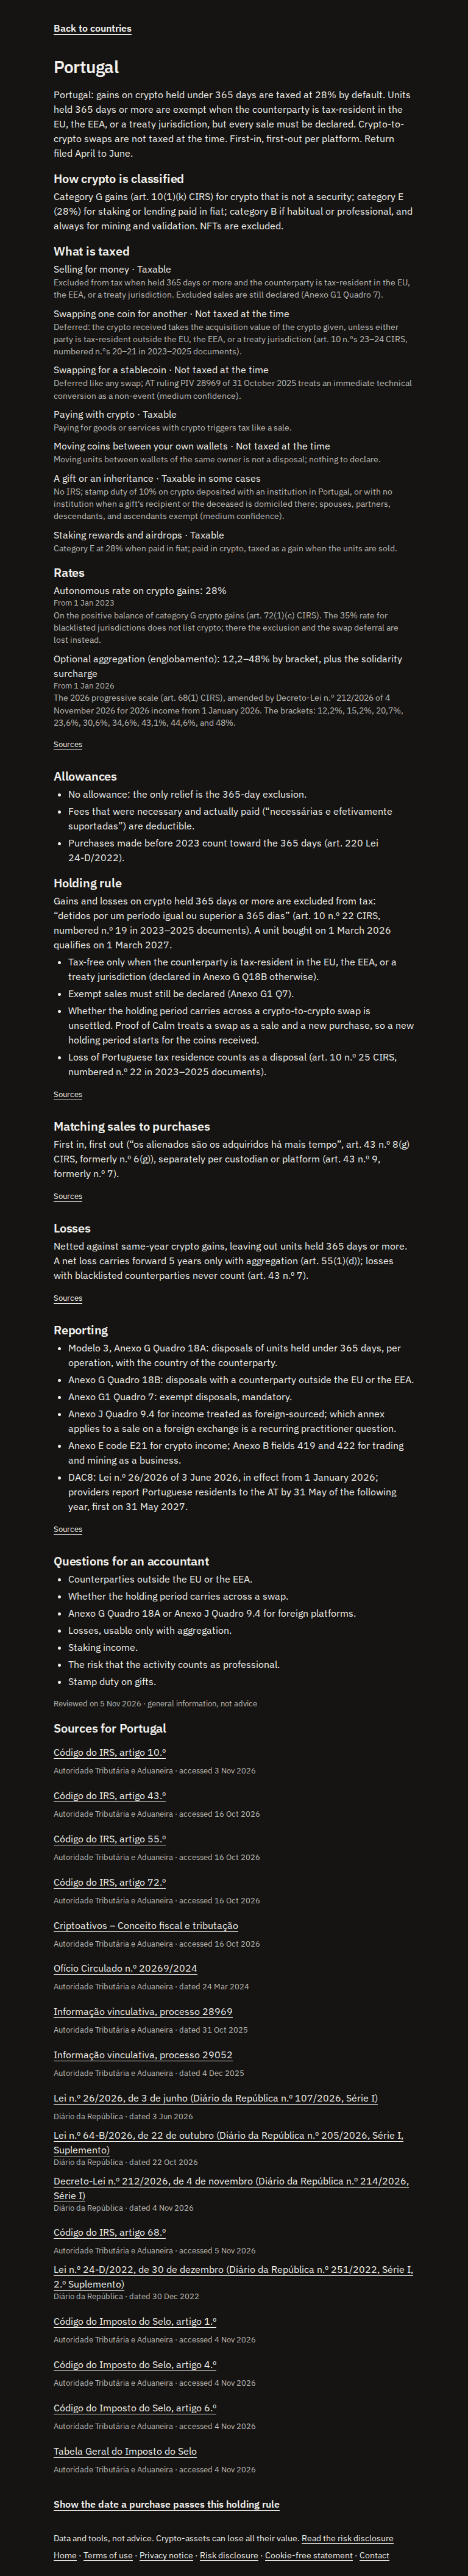 Back to countries
Portugal
Portugal: gains on crypto held under 365 days are taxed at 28% by default. Units
held 365 days or more are exempt when the counterparty is tax-resident in the
EU, the EEA, or a treaty jurisdiction, but every sale must be declared. Crypto-to-
crypto swaps are not taxed at the time. First-in, first-out per platform. Return
filed April to June.
How crypto is classified
Category G gains (art. 10(1)(k) CIRS) for crypto that is not a security; category E
(28%) for staking or lending paid in fiat; category B if habitual or professional, and
always for mining and validation. NFTs are excluded.
What is taxed
Selling for money · Taxable
Excluded from tax when held 365 days or more and the counterparty is tax-resident in the EU,
the EEA, or a treaty jurisdiction. Excluded sales are still declared (Anexo G1 Quadro 7).
Swapping one coin for another · Not taxed at the time
Deferred: the crypto received takes the acquisition value of the crypto given, unless either
party is tax-resident outside the EU, the EEA, or a treaty jurisdiction (art. 10 n.ºs 23–24 CIRS,
numbered n.ºs 20–21 in 2023–2025 documents).
Swapping for a stablecoin · Not taxed at the time
Deferred like any swap; AT ruling PIV 28969 of 31 October 2025 treats an immediate technical
conversion as a non-event (medium confidence).
Paying with crypto · Taxable
Paying for goods or services with crypto triggers tax like a sale.
Moving coins between your own wallets · Not taxed at the time
Moving units between wallets of the same owner is not a disposal; nothing to declare.
A gift or an inheritance · Taxable in some cases
No IRS; stamp duty of 10% on crypto deposited with an institution in Portugal, or with no
institution when a gift's recipient or the deceased is domiciled there; spouses, partners,
descendants, and ascendants exempt (medium confidence).
Staking rewards and airdrops · Taxable
Category E at 28% when paid in fiat; paid in crypto, taxed as a gain when the units are sold.
Rates
Autonomous rate on crypto gains: 28%
From 1 Jan 2023
On the positive balance of category G crypto gains (art. 72(1)(c) CIRS). The 35% rate for
blacklisted jurisdictions does not list crypto; there the exclusion and the swap deferral are
lost instead.
Optional aggregation (englobamento): 12,2–48% by bracket, plus the solidarity
surcharge
From 1 Jan 2026
The 2026 progressive scale (art. 68(1) CIRS), amended by Decreto-Lei n.º 212/2026 of 4
November 2026 for 2026 income from 1 January 2026. The brackets: 12,2%, 15,2%, 20,7%,
23,6%, 30,6%, 34,6%, 43,1%, 44,6%, and 48%.
Sources
Allowances
• No allowance: the only relief is the 365-day exclusion.
• Fees that were necessary and actually paid (“necessárias e efetivamente
suportadas”) are deductible.
• Purchases made before 2023 count toward the 365 days (art. 220 Lei
24-D/2022).
Holding rule
Gains and losses on crypto held 365 days or more are excluded from tax:
“detidos por um período igual ou superior a 365 dias” (art. 10 n.º 22 CIRS,
numbered n.º 19 in 2023–2025 documents). A unit bought on 1 March 2026
qualifies on 1 March 2027.
• Tax-free only when the counterparty is tax-resident in the EU, the EEA, or a
treaty jurisdiction (declared in Anexo G Q18B otherwise).
• Exempt sales must still be declared (Anexo G1 Q7).
• Whether the holding period carries across a crypto-to-crypto swap is
unsettled. Proof of Calm treats a swap as a sale and a new purchase, so a new
holding period starts for the coins received.
• Loss of Portuguese tax residence counts as a disposal (art. 10 n.º 25 CIRS,
numbered n.º 22 in 2023–2025 documents).
Sources
Matching sales to purchases
First in, first out (“os alienados são os adquiridos há mais tempo”, art. 43 n.º 8(g)
CIRS, formerly n.º 6(g)), separately per custodian or platform (art. 43 n.º 9,
formerly n.º 7).
Sources
Losses
Netted against same-year crypto gains, leaving out units held 365 days or more.
A net loss carries forward 5 years only with aggregation (art. 55(1)(d)); losses
with blacklisted counterparties never count (art. 43 n.º 7).
Sources
Reporting
• Modelo 3, Anexo G Quadro 18A: disposals of units held under 365 days, per
operation, with the country of the counterparty.
• Anexo G Quadro 18B: disposals with a counterparty outside the EU or the EEA.
• Anexo G1 Quadro 7: exempt disposals, mandatory.
• Anexo J Quadro 9.4 for income treated as foreign-sourced; which annex
applies to a sale on a foreign exchange is a recurring practitioner question.
• Anexo E code E21 for crypto income; Anexo B fields 419 and 422 for trading
and mining as a business.
• DAC8: Lei n.º 26/2026 of 3 June 2026, in effect from 1 January 2026;
providers report Portuguese residents to the AT by 31 May of the following
year, first on 31 May 2027.
Sources
Questions for an accountant
• Counterparties outside the EU or the EEA.
• Whether the holding period carries across a swap.
• Anexo G Quadro 18A or Anexo J Quadro 9.4 for foreign platforms.
• Losses, usable only with aggregation.
• Staking income.
• The risk that the activity counts as professional.
• Stamp duty on gifts.
Reviewed on 5 Nov 2026 · general information, not advice
Sources for Portugal
Código do IRS, artigo 10.º
Autoridade Tributária e Aduaneira · accessed 3 Nov 2026
Código do IRS, artigo 43.º
Autoridade Tributária e Aduaneira · accessed 16 Oct 2026
Código do IRS, artigo 55.º
Autoridade Tributária e Aduaneira · accessed 16 Oct 2026
Código do IRS, artigo 72.º
Autoridade Tributária e Aduaneira · accessed 16 Oct 2026
Criptoativos – Conceito fiscal e tributação
Autoridade Tributária e Aduaneira · accessed 16 Oct 2026
Ofício Circulado n.º 20269/2024
Autoridade Tributária e Aduaneira · dated 24 Mar 2024
Informação vinculativa, processo 28969
Autoridade Tributária e Aduaneira · dated 31 Oct 2025
Informação vinculativa, processo 29052
Autoridade Tributária e Aduaneira · dated 4 Dec 2025
Lei n.º 26/2026, de 3 de junho (Diário da República n.º 107/2026, Série I)
Diário da República · dated 3 Jun 2026
Lei n.º 64-B/2026, de 22 de outubro (Diário da República n.º 205/2026, Série I,
Suplemento)
Diário da República · dated 22 Oct 2026
Decreto-Lei n.º 212/2026, de 4 de novembro (Diário da República n.º 214/2026,
Série I)
Diário da República · dated 4 Nov 2026
Código do IRS, artigo 68.º
Autoridade Tributária e Aduaneira · accessed 5 Nov 2026
Lei n.º 24-D/2022, de 30 de dezembro (Diário da República n.º 251/2022, Série I,
2.º Suplemento)
Diário da República · dated 30 Dec 2022
Código do Imposto do Selo, artigo 1.º
Autoridade Tributária e Aduaneira · accessed 4 Nov 2026
Código do Imposto do Selo, artigo 4.º
Autoridade Tributária e Aduaneira · accessed 4 Nov 2026
Código do Imposto do Selo, artigo 6.º
Autoridade Tributária e Aduaneira · accessed 4 Nov 2026
Tabela Geral do Imposto do Selo
Autoridade Tributária e Aduaneira · accessed 4 Nov 2026
Show the date a purchase passes this holding rule
Data and tools, not advice. Crypto-assets can lose all their value. Read the risk disclosure
Home · Terms of use · Privacy notice · Risk disclosure · Cookie-free statement · Contact